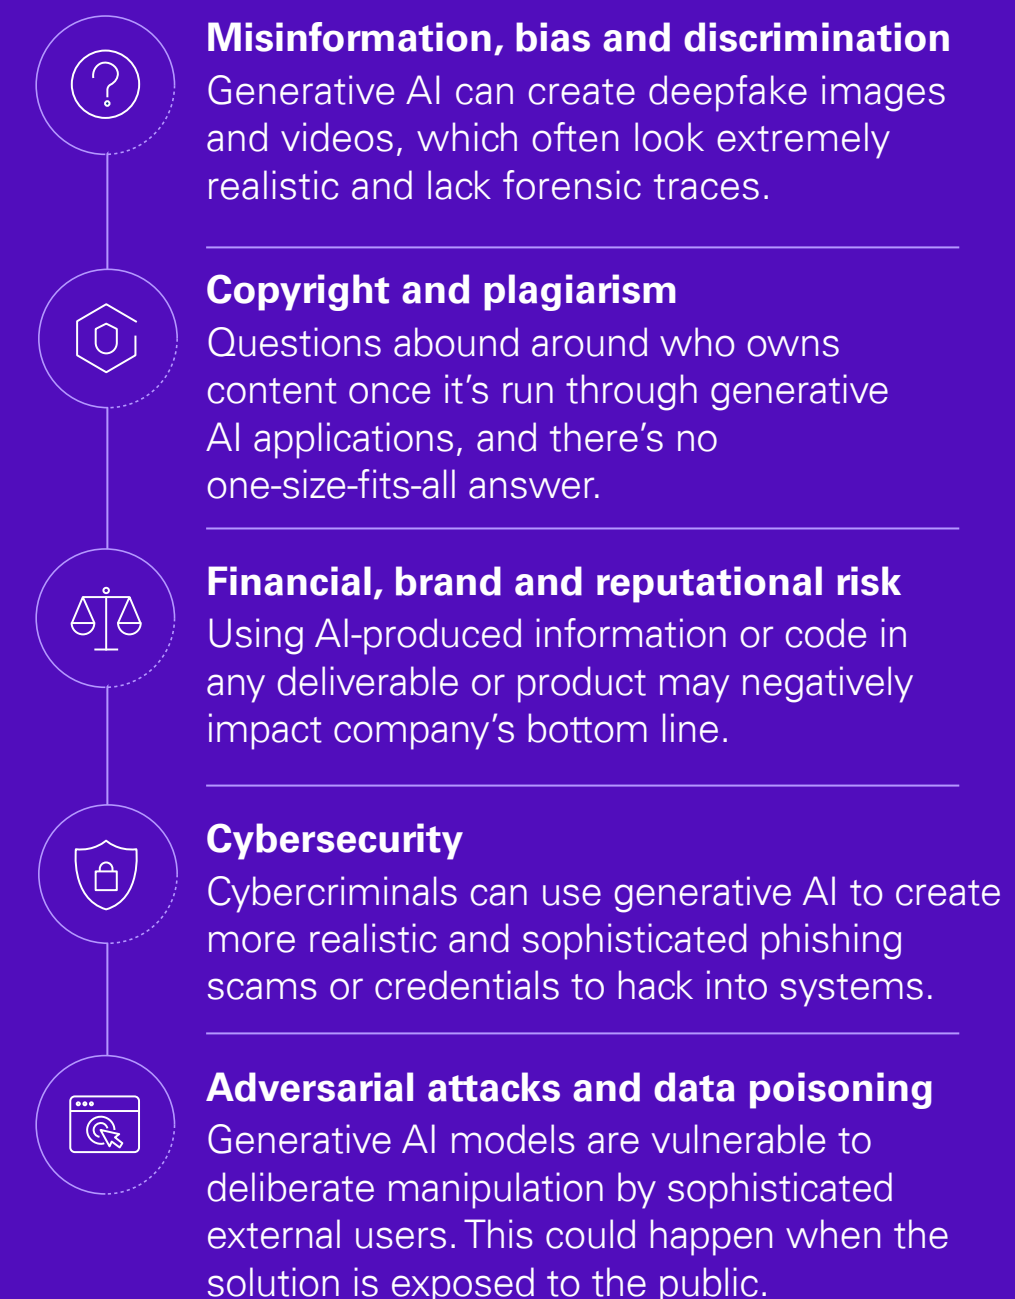 Misinformation, bias and discrimination
Generative AI can create deepfake images
and videos, which often look extremely
realistic and lack forensic traces.
Copyright and plagiarism
Questions abound around who owns
content once it’s run through generative
AI applications, and there’s no
one-size-fits-all answer.
Financial, brand and reputational risk
Using AI-produced information or code in
any deliverable or product may negatively
impact company’s bottom line.
Cybersecurity
Cybercriminals can use generative AI to create
more realistic and sophisticated phishing
scams or credentials to hack into systems.
Adversarial attacks and data poisoning
Generative AI models are vulnerable to
deliberate manipulation by sophisticated
external users. This could happen when the
solution is exposed to the public.